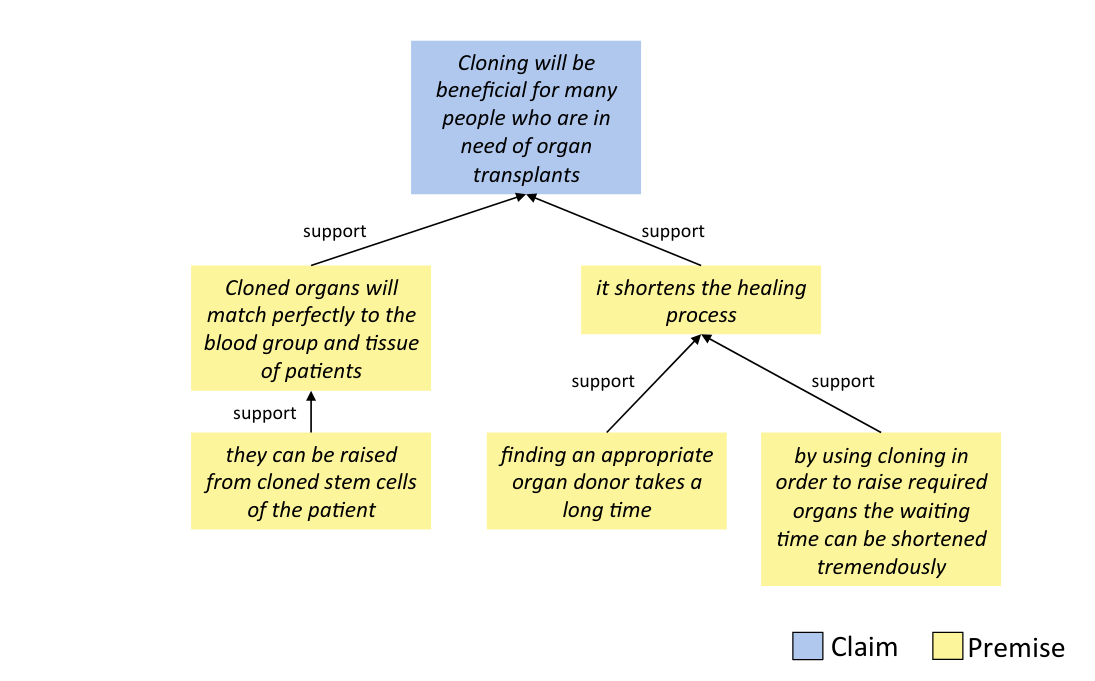 Cloning will be
beneficial for many
people who are in
need of organ
transplants
support
support
Cloned organs will
match perfectly to the
blood group and tissue
of patients
it shortens the healing
process
support
support
support
they can be raised
from cloned stem cells
of the patient
finding an appropriate
organ donor takes a
long time
by using cloning in
order to raise required
organs the waiting
time can be shortened
tremendously
Claim
Premise